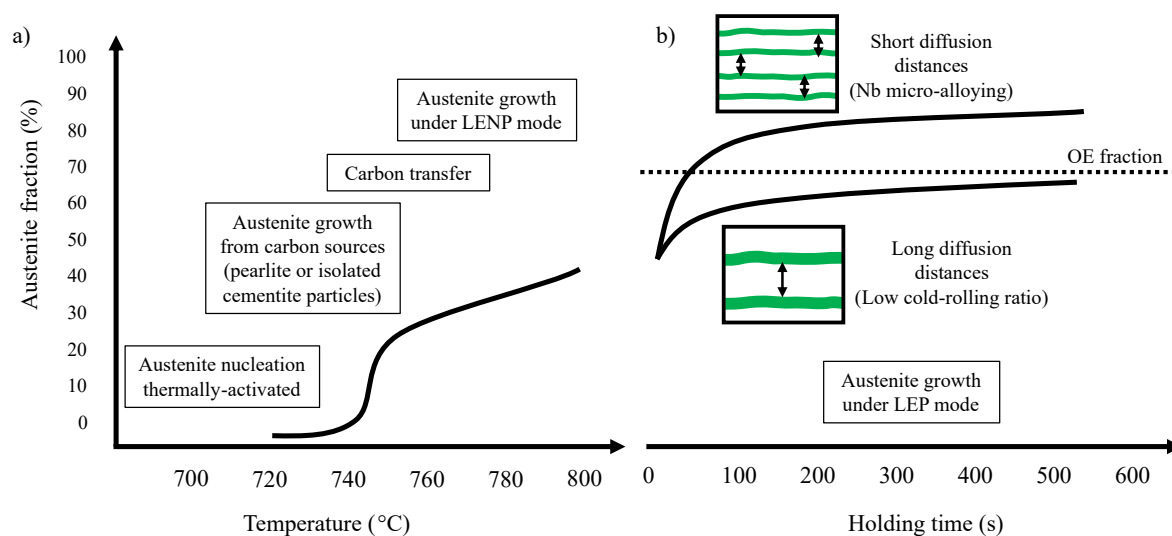 a)
100
90
80
70
60
50
40
30
20
10
0
Austenite fraction (%)
Austenite growth
under LENP mode
Carbon transfer
Austenite growth
from carbon sources
(pearlite or isolated
cementite particles)
Austenite nucleation
thermally-activated
700
720
740
760
780
800
Temperature (°C)
b)
Short diffusion
distances
(Nb micro-alloying)
OE fraction
Long diffusion
distances
(Low cold-rolling ratio)
Austenite growth
under LEP mode
0
100
200
300
400
500
600
Holding time (s)